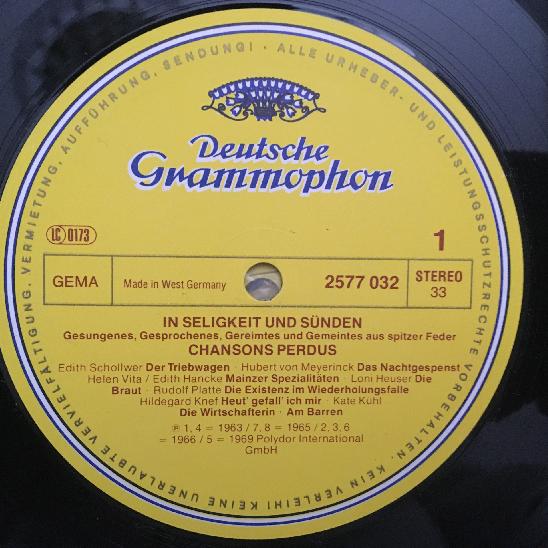 KEIN VERLEIH! KEINE UNERLAUBTE VERVIELFÄLTIGUNG, VERMIETUNG, AUFFÜHRUNG, SENDUNG! · ALLE URHEBER- UND LEISTUNGSSCHUTZRECHTE VORBEHALTEN.
Deutsche
Grammophon
LC 0173
1
GEMA
Made in West Germany
2577 032
STEREO
33
IN SELIGKEIT UND SÜNDEN
Gesungenes, Gesprochenes, Gereimtes und Gemeintes aus spitzer Feder
CHANSONS PERDUS
Edith Schollwer Der Triebwagen · Hubert von Meyerinck Das Nachtgespenst
Helen Vita / Edith Hancke Mainzer Spezialitäten · Loni Heuser Die
Braut · Rudolf Platte Die Existenz im Wiederholungsfalle
Hildegard Knef Heut' gefall' ich mir · Kate Kühl
Die Wirtschafterin · Am Barren
℗ 1, 4 = 1963 / 7, 8 = 1965 / 2, 3, 6
= 1966 / 5 = 1969 Polydor International
GmbH